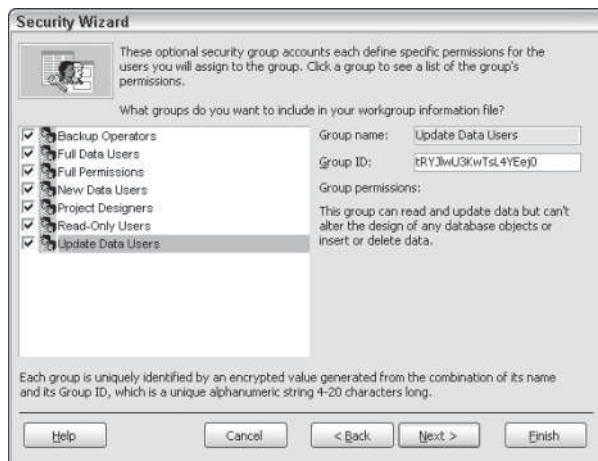 Security Wizard
These optional security group accounts each define specific permissions for the
users you will assign to the group. Click a group to see a list of the group's
permissions.
What groups do you want to include in your workgroup information file?
Backup Operators
Full Data Users
Full Permissions
New Data Users
Project Designers
Read-Only Users
Update Data Users
Group name: Update Data Users
Group ID: tRYJlwU3KwTsL4YEej0
Group permissions:
This group can read and update data but can't
alter the design of any database objects or
insert or delete data.
Each group is uniquely identified by an encrypted value generated from the combination of its name
and its Group ID, which is a unique alphanumeric string 4-20 characters long.
Help Cancel < Back Next > Finish